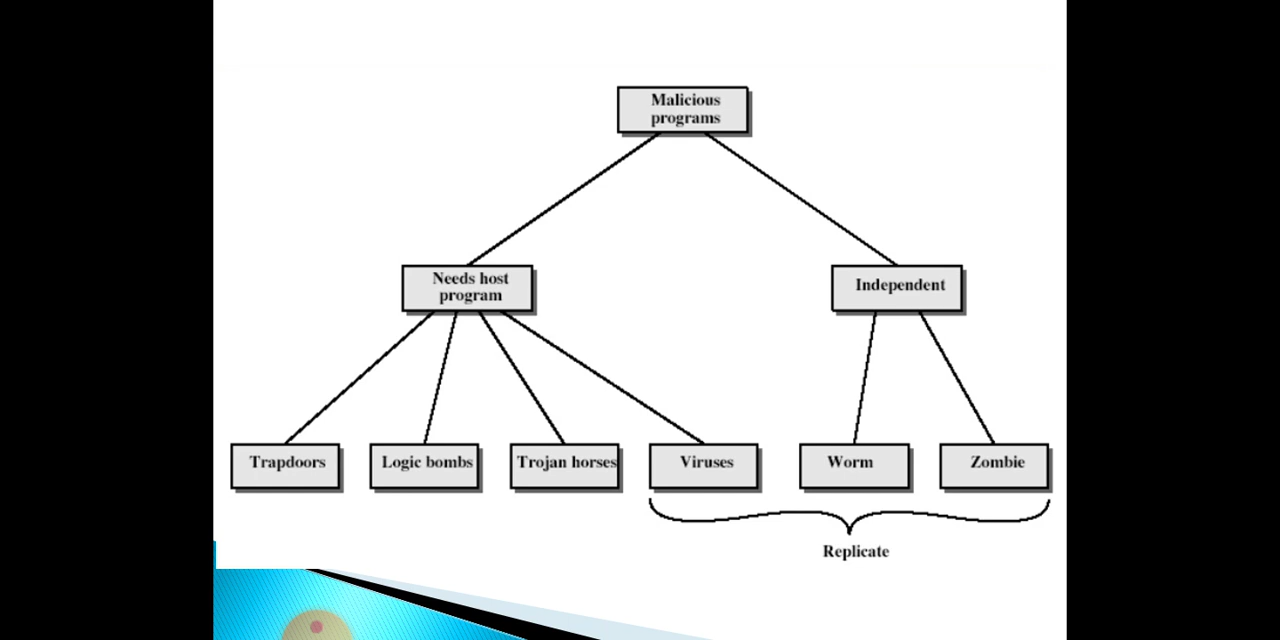 Malicious
programs
Needs host
program
Independent
Trapdoors
Logic bombs
Trojan horses
Viruses
Worm
Zombie
Replicate